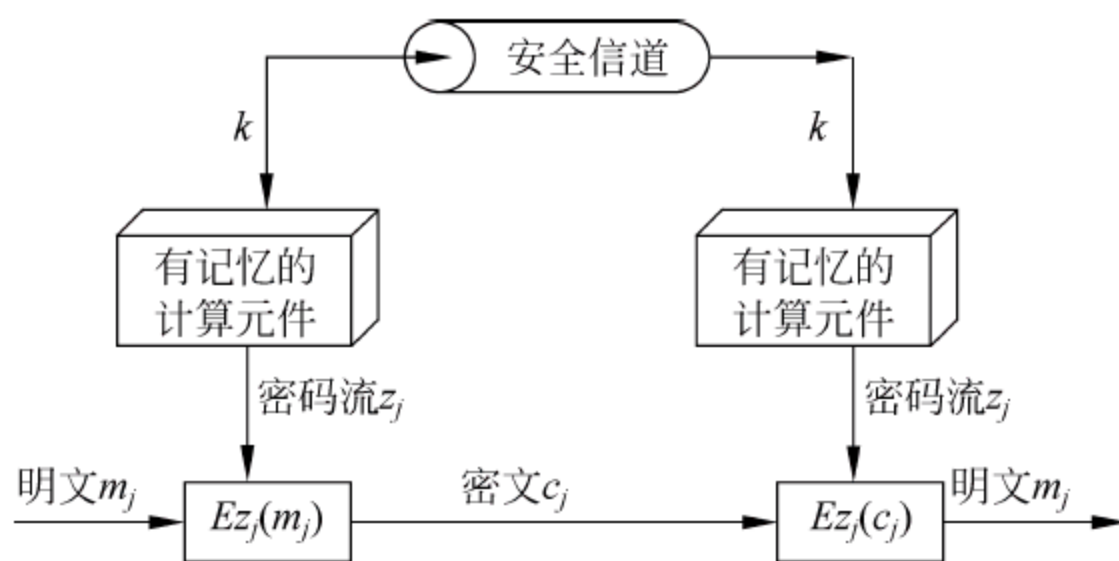 安全信道
k
k
有记忆的
计算元件
有记忆的
计算元件
密码流zj
密码流zj
明文mj
Ezj(mj)
密文cj
Ezj(cj)
明文mj